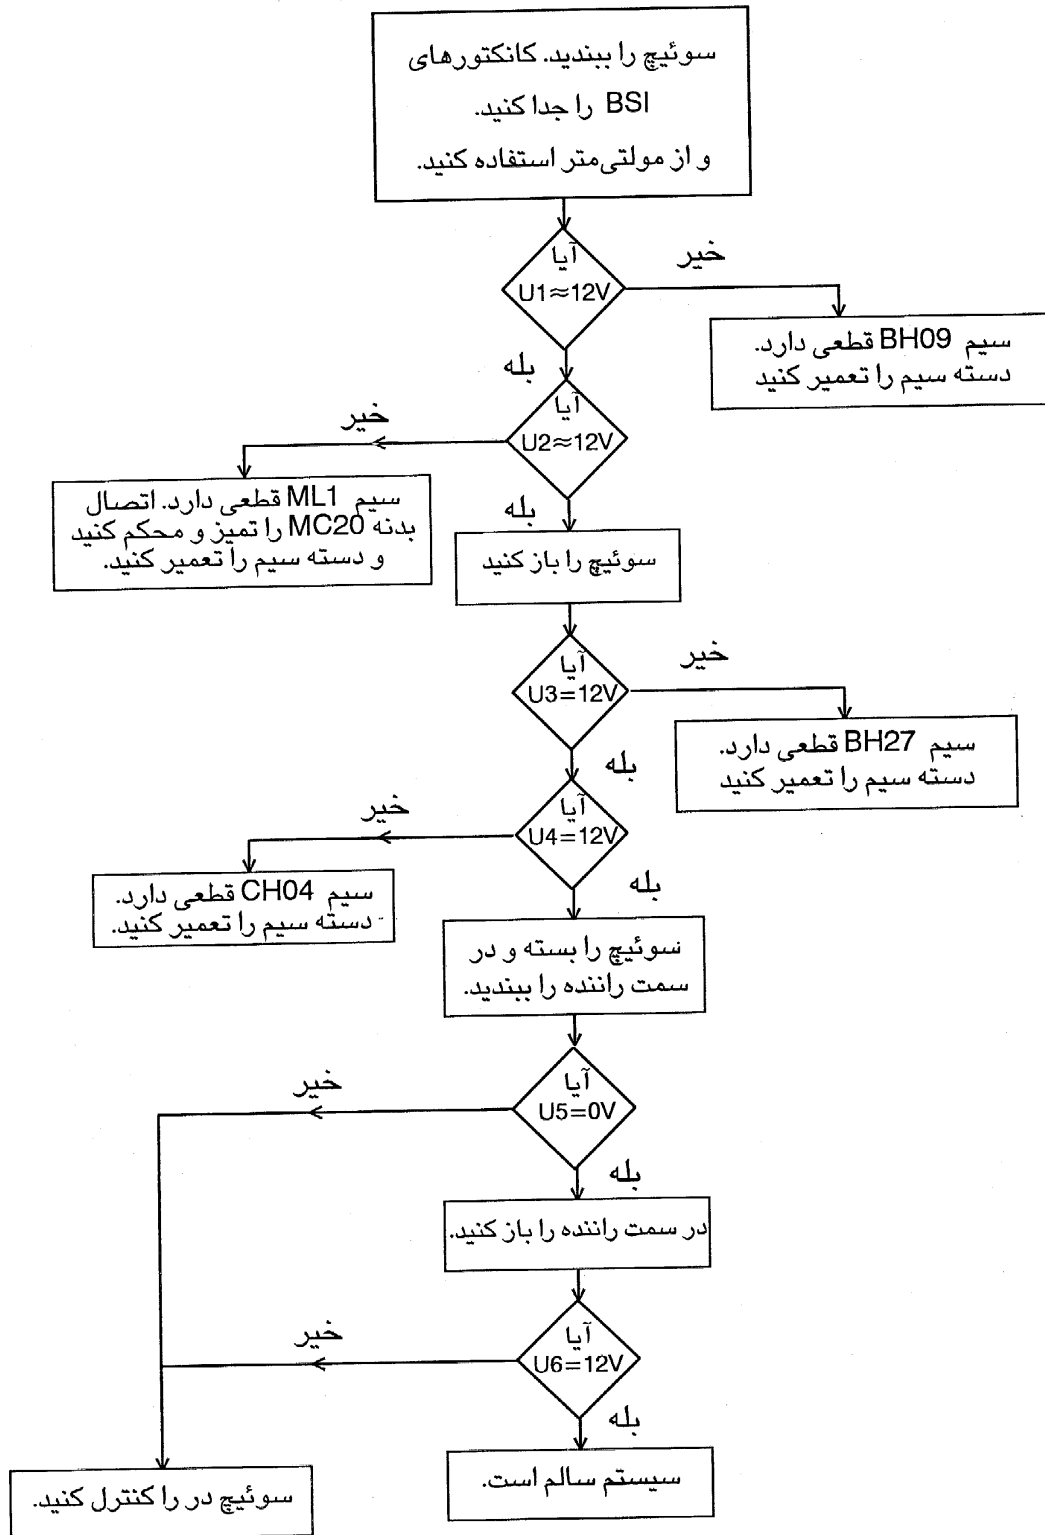 سوئیچ را ببندید. کانکتورهای
BSI را جدا کنید.
و از مولتی‌متر استفاده کنید.
آیا
U1≈12V
خیر
سیم BH09 قطعی دارد.
دسته سیم را تعمیر کنید
بله
آیا
U2≈12V
خیر
سیم ML1 قطعی دارد. اتصال
بدنه MC20 را تمیز و محکم کنید
و دسته سیم را تعمیر کنید.
بله
سوئیچ را باز کنید
آیا
U3=12V
خیر
سیم BH27 قطعی دارد.
دسته سیم را تعمیر کنید
بله
آیا
U4=12V
خیر
سیم CH04 قطعی دارد.
دسته سیم را تعمیر کنید.
بله
سوئیچ را بسته و در
سمت راننده را ببندید.
آیا
U5=0V
خیر
بله
در سمت راننده را باز کنید.
آیا
U6=12V
خیر
بله
سیستم سالم است.
سوئیچ در را کنترل کنید.